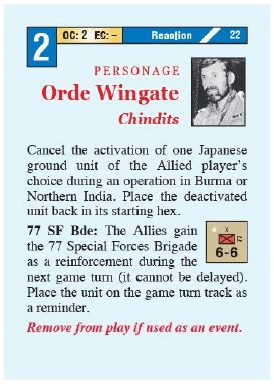 2 OC: 2 EC: – Reaction 22
PERSONAGE
Orde Wingate
Chindits
Cancel the activation of one Japanese
ground unit of the Allied player's
choice during an operation in Burma or
Northern India. Place the deactivated
unit back in its starting hex.
77 SF Bde: The Allies gain
the 77 Special Forces Brigade
as a reinforcement during the
next game turn (it cannot be delayed).
Place the unit on the game turn track as
a reminder.
X
77
6-6
Remove from play if used as an event.